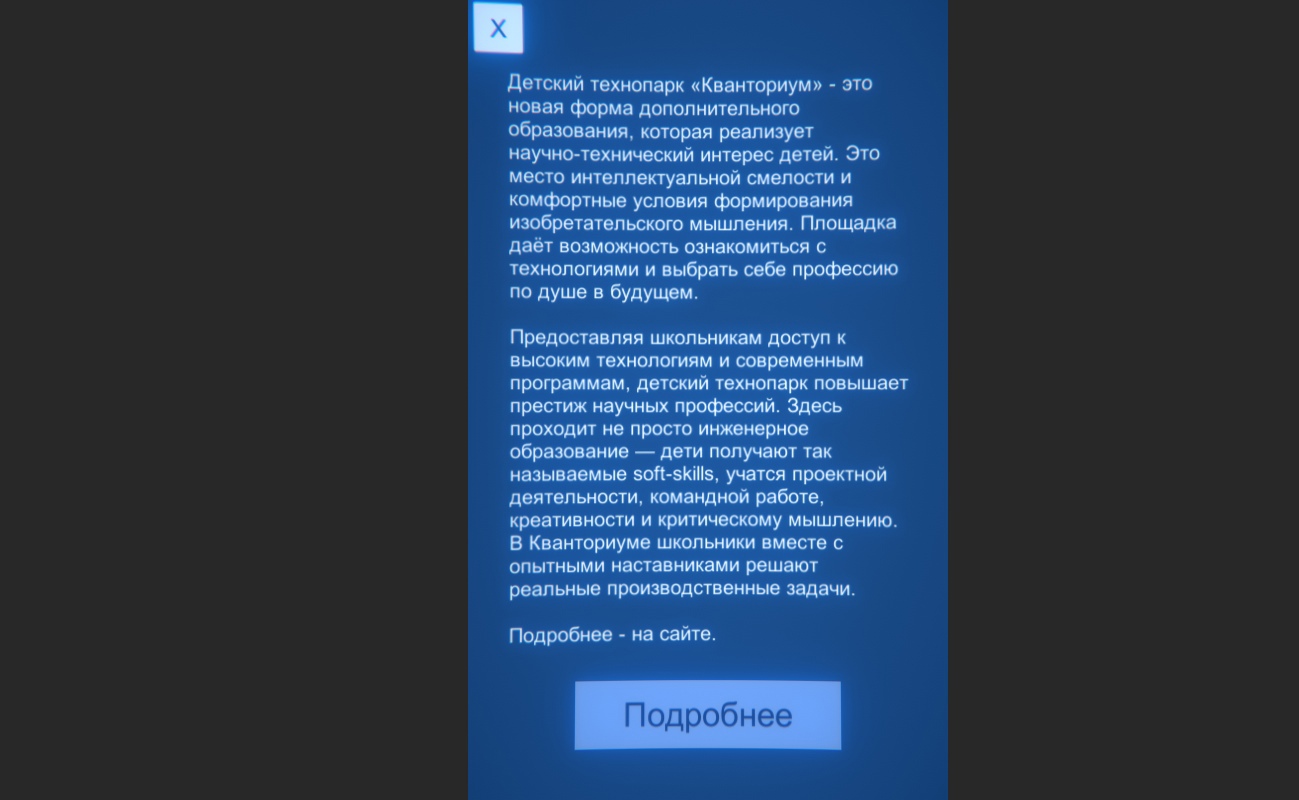 X
Детский технопарк «Кванториум» - это
новая форма дополнительного
образования, которая реализует
научно-технический интерес детей. Это
место интеллектуальной смелости и
комфортные условия формирования
изобретательского мышления. Площадка
даёт возможность ознакомиться с
технологиями и выбрать себе профессию
по душе в будущем.
Предоставляя школьникам доступ к
высоким технологиям и современным
программам, детский технопарк повышает
престиж научных профессий. Здесь
проходит не просто инженерное
образование — дети получают так
называемые soft-skills, учатся проектной
деятельности, командной работе,
креативности и критическому мышлению.
В Кванториуме школьники вместе с
опытными наставниками решают
реальные производственные задачи.
Подробнее - на сайте.
Подробнее